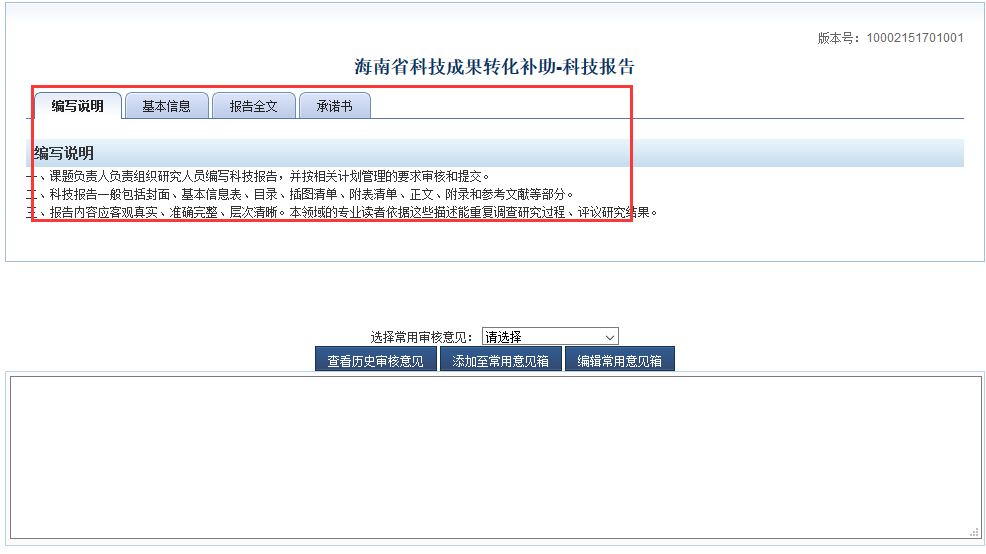 版本号：10002151701001
海南省科技成果转化补助-科技报告
编写说明 基本信息 报告全文 承诺书
编写说明
一、课题负责人负责组织研究人员编写科技报告，并按相关计划管理的要求审核和提交。
二、科技报告一般包括封面、基本信息表、目录、插图清单、附表清单、正文、附录和参考文献等部分。
三、报告内容应客观真实、准确完整、层次清晰。本领域的专业读者依据这些描述能重复调查研究过程、评议研究结果。
选择常用审核意见： 请选择
查看历史审核意见 添加至常用意见箱 编辑常用意见箱